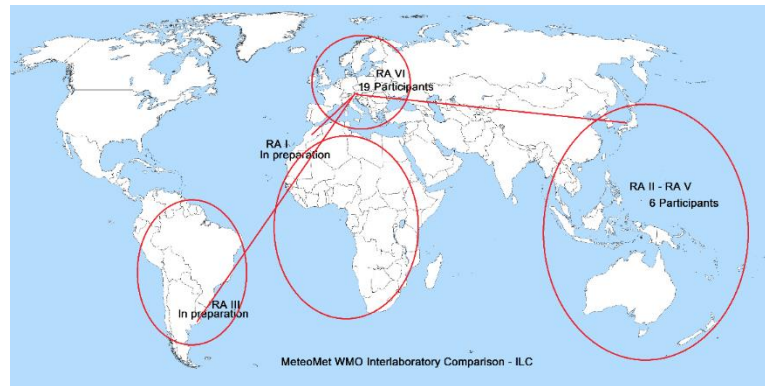 RA VI
19 Participants
RA I
In preparation
RA II - RA V
6 Participants
RA III
In preparation
MeteoMet WMO Interlaboratory Comparison - ILC